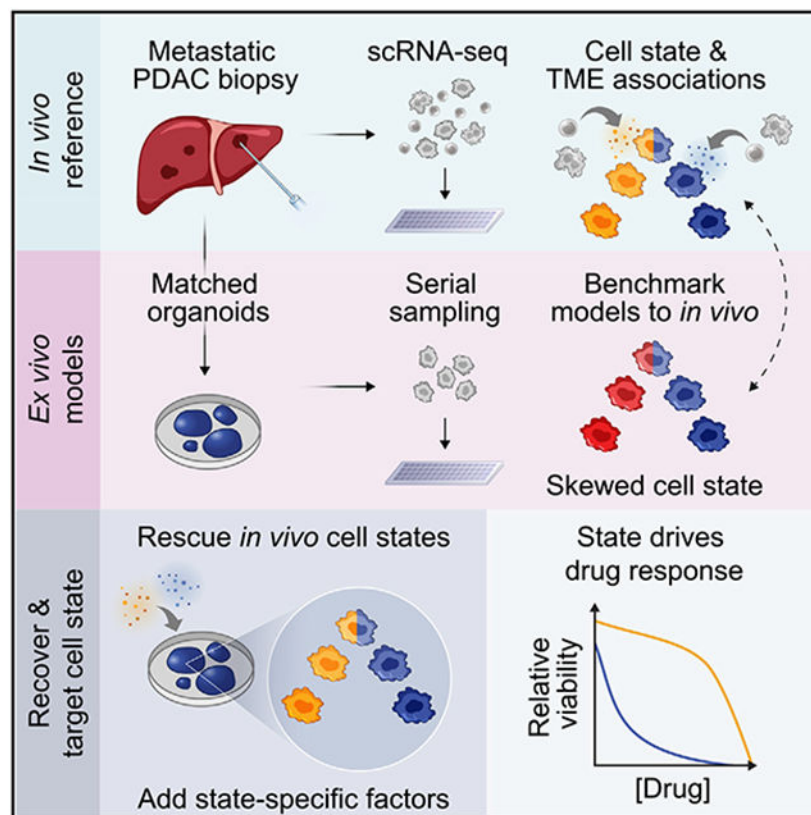 In vivo
reference
Metastatic
PDAC biopsy
scRNA-seq
Cell state &
TME associations
Ex vivo
models
Matched
organoids
Serial
sampling
Benchmark
models to in vivo
Skewed cell state
Recover &
target cell state
Rescue in vivo cell states
Add state-specific factors
State drives
drug response
Relative
viability
[Drug]